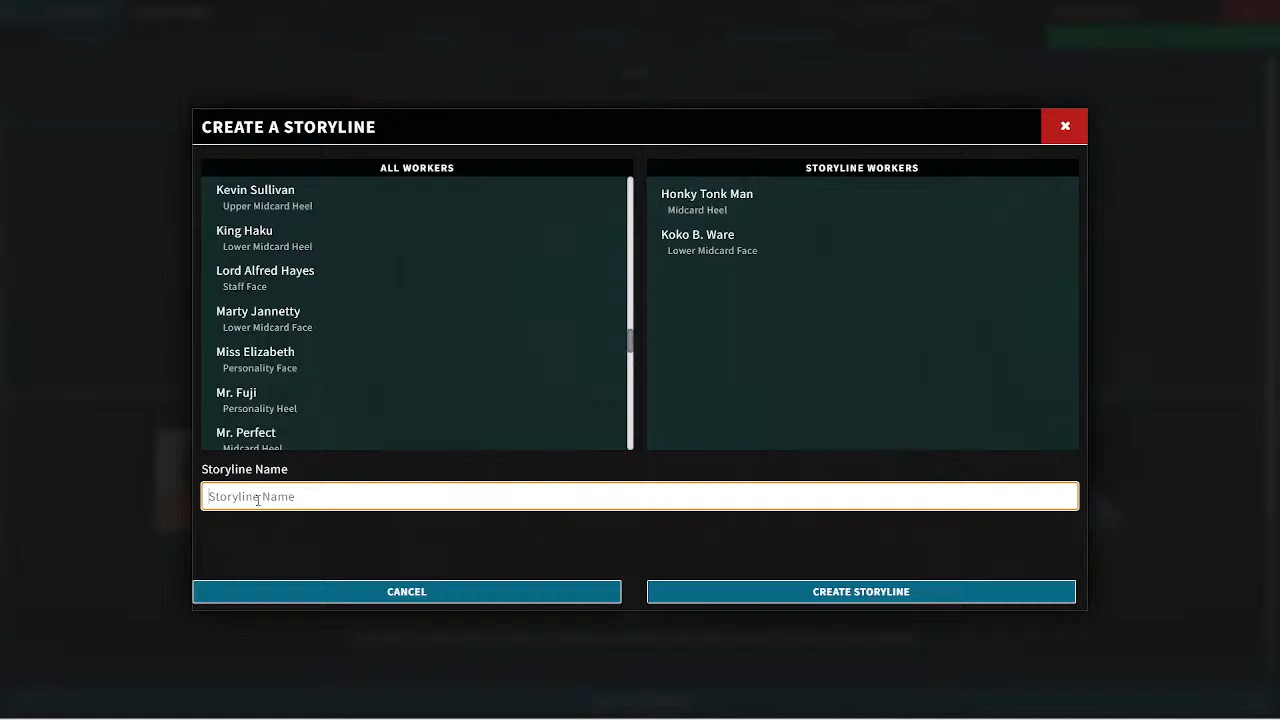 CREATE A STORYLINE
ALL WORKERS
Kevin Sullivan
Upper Midcard Heel
King Haku
Lower Midcard Heel
Lord Alfred Hayes
Staff Face
Marty Jannetty
Lower Midcard Face
Miss Elizabeth
Personality Face
Mr. Fuji
Personality Heel
Mr. Perfect
Midcard Heel
STORYLINE WORKERS
Honky Tonk Man
Midcard Heel
Koko B. Ware
Lower Midcard Face
Storyline Name
Storyline Name
CANCEL
CREATE STORYLINE